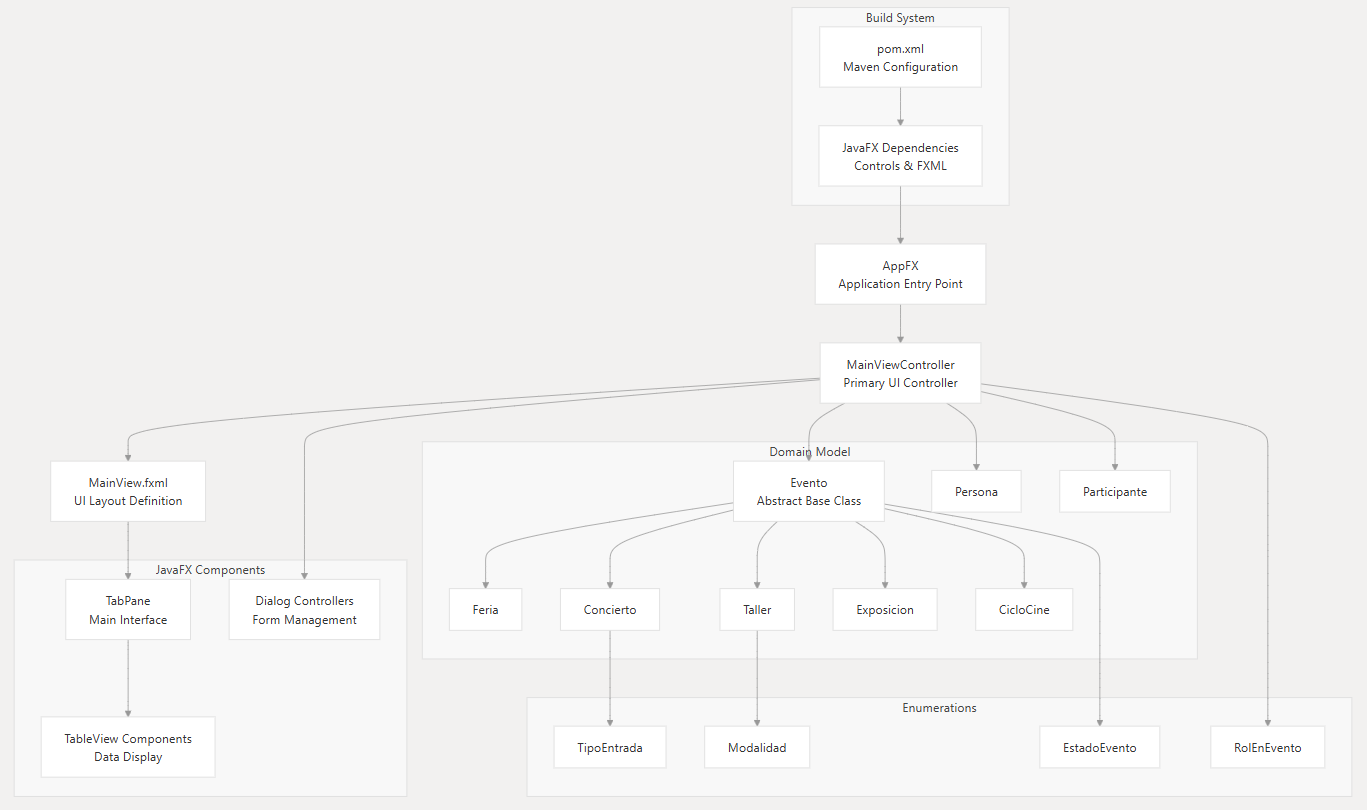 Build System
pom.xml
Maven Configuration
JavaFX Dependencies
Controls & FXML
AppFX
Application Entry Point
MainViewController
Primary UI Controller
MainView.fxml
UI Layout Definition
Domain Model
Evento
Abstract Base Class
Persona
Participante
JavaFX Components
TabPane
Main Interface
Dialog Controllers
Form Management
Feria
Concierto
Taller
Exposicion
CicloCine
TableView Components
Data Display
Enumerations
TipoEntrada
Modalidad
EstadoEvento
RolEnEvento